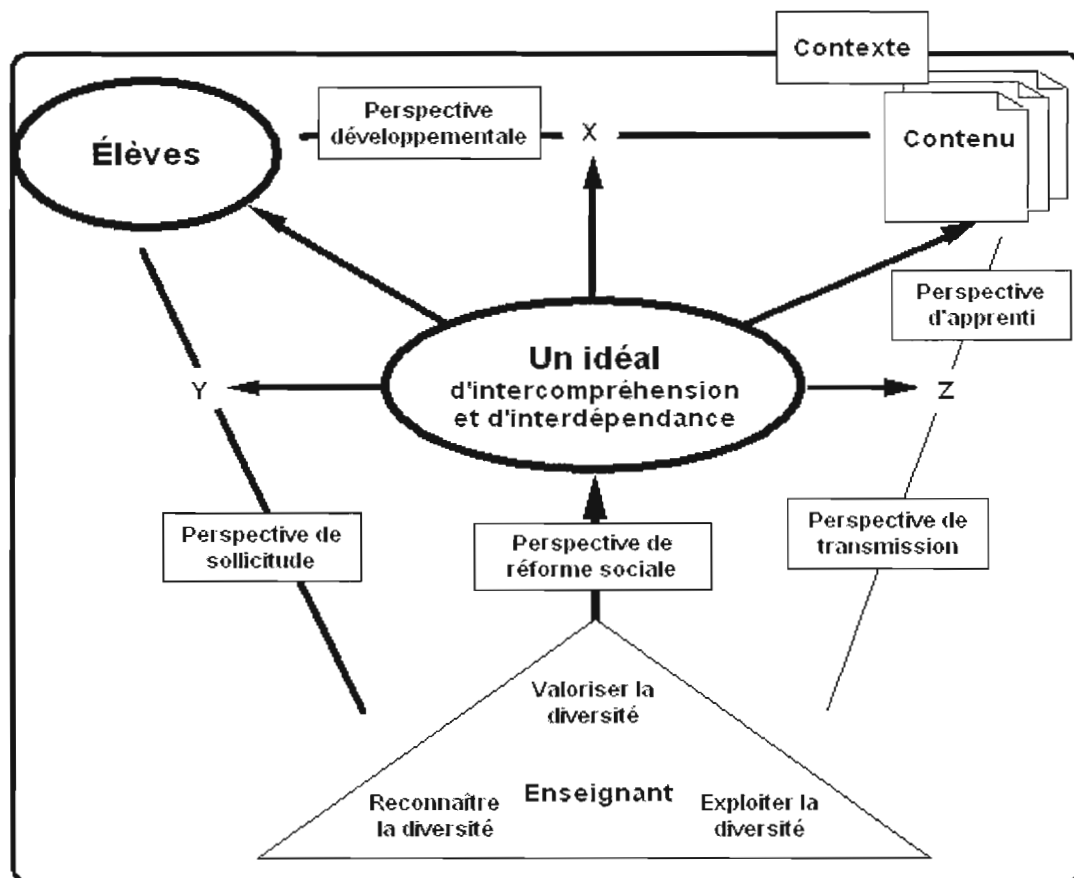 Contexte
Élèves
Perspective
développementale
X
Contenu
Perspective
d'apprenti
Un idéal
d'intercompréhension
et d'interdépendance
Y
Z
Perspective de
sollicitude
Perspective de
réforme sociale
Perspective de
transmission
Valoriser la
diversité
Enseignant
Reconnaître
la diversité
Exploiter la
diversité